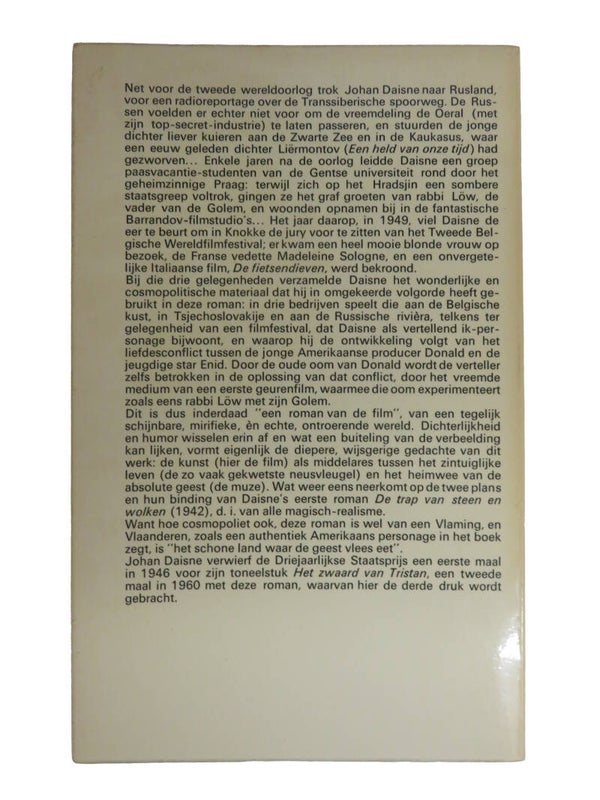 Net voor de tweede wereldoorlog trok Johan Daisne naar Rusland,
voor een radioreportage over de Transsiberische spoorweg. De Rus-
sen voelden er echter niet voor om de vreemdeling de Oeral (met
zijn top-secret-industrie) te laten passeren, en stuurden de jonge
dichter liever kuieren aan de Zwarte Zee en in de Kaukasus, waar
een eeuw geleden dichter Liërmontov (Een held van onze tijd) had
gezworven... Enkele jaren na de oorlog leidde Daisne een groep
paasvacantie-studenten van de Gentse universiteit rond door het
geheimzinnige Praag: terwijl zich op het Hradsjin een sombere
staatsgreep voltrok, gingen ze het graf groeten van rabbi Löw, de
vader van de Golem, en woonden opnamen bij in de fantastische
Barrandov-filmstudio's... Het jaar daarop, in 1949, viel Daisne de
eer te beurt om in Knokke de jury voor te zitten van het Tweede Bel-
gische Wereldfilmfestival; er kwam een heel mooie blonde vrouw op
bezoek, de Franse vedette Madeleine Sologne, en een onvergete-
lijke Italiaanse film, De fietsendieven, werd bekroond.
Bij die drie gelegenheden verzamelde Daisne het wonderlijke en
cosmopolitische materiaal dat hij in omgekeerde volgorde heeft ge-
bruikt in deze roman: in drie bedrijven speelt die aan de Belgische
kust, in Tsjechoslovakije en aan de Russische rivièra, telkens ter
gelegenheid van een filmfestival, dat Daisne als vertellend ik-per-
sonage bijwoont, en waarop hij de ontwikkeling volgt van het
liefdesconflict tussen de jonge Amerikaanse producer Donald en de
jeugdige star Enid. Door de oude oom van Donald wordt de verteller
zelfs betrokken in de oplossing van dat conflict, door het vreemde
medium van een eerste geurenfilm, waarmee die oom experimenteert
zoals eens rabbi Löw met zijn Golem.
Dit is dus inderdaad "een roman van de film", van een tegelijk
schijnbare, mirifieke, èn echte, ontroerende wereld. Dichterlijkheid
en humor wisselen erin af en wat een buiteling van de verbeelding
kan lijken, vormt eigenlijk de diepere, wijsgerige gedachte van dit
werk: de kunst (hier de film) als middelares tussen het zintuiglijke
leven (de zo vaak gekwetste neusvleugel) en het heimwee van de
absolute geest (de muze). Wat weer eens neerkomt op de twee plans
en hun binding van Daisne's eerste roman De trap van steen en
wolken (1942), d. i. van alle magisch-realisme.
Want hoe cosmopoliet ook, deze roman is wel van een Vlaming, en
Vlaanderen, zoals een authentiek Amerikaans personage in het boek
zegt, is "het schone land waar de geest vlees eet".
Johan Daisne verwierf de Driejaarlijkse Staatsprijs een eerste maal
in 1946 voor zijn toneelstuk Het zwaard van Tristan, een tweede
maal in 1960 met deze roman, waarvan hier de derde druk wordt
gebracht.